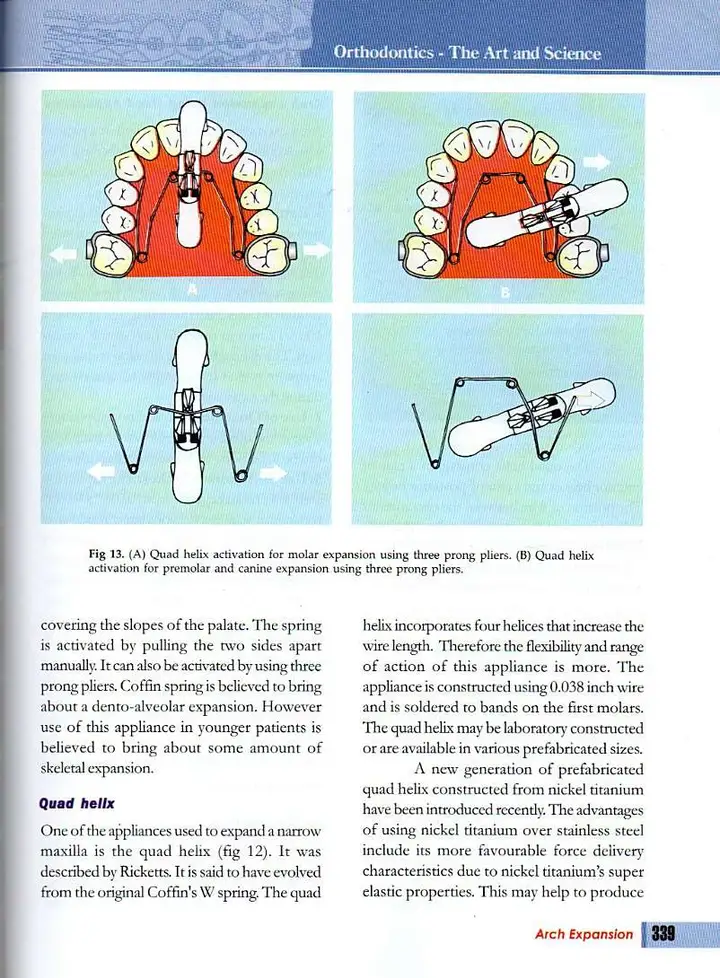 Orthodontics - The Art and Science
A
B
Fig 13. (A) Quad helix activation for molar expansion using three prong pliers. (B) Quad helix
activation for premolar and canine expansion using three prong pliers.
covering the slopes of the palate. The spring
is activated by pulling the two sides apart
manually. It can also be activated by using three
prong pliers. Coffin spring is believed to bring
about a dento-alveolar expansion. However
use of this appliance in younger patients is
believed to bring about some amount of
skeletal expansion.
Quad helix
One of the appliances used to expand a narrow
maxilla is the quad helix (fig 12). It was
described by Ricketts. It is said to have evolved
from the original Coffin's W spring. The quad
helix incorporates four helices that increase the
wire length. Therefore the flexibility and range
of action of this appliance is more. The
appliance is constructed using 0.038 inch wire
and is soldered to bands on the first molars.
The quad helix may be laboratory constructed
or are available in various prefabricated sizes.
A new generation of prefabricated
quad helix constructed from nickel titanium
have been introduced recently. The advantages
of using nickel titanium over stainless steel
include its more favourable force delivery
characteristics due to nickel titanium's super
elastic properties. This may help to produce
Arch Expansion 339